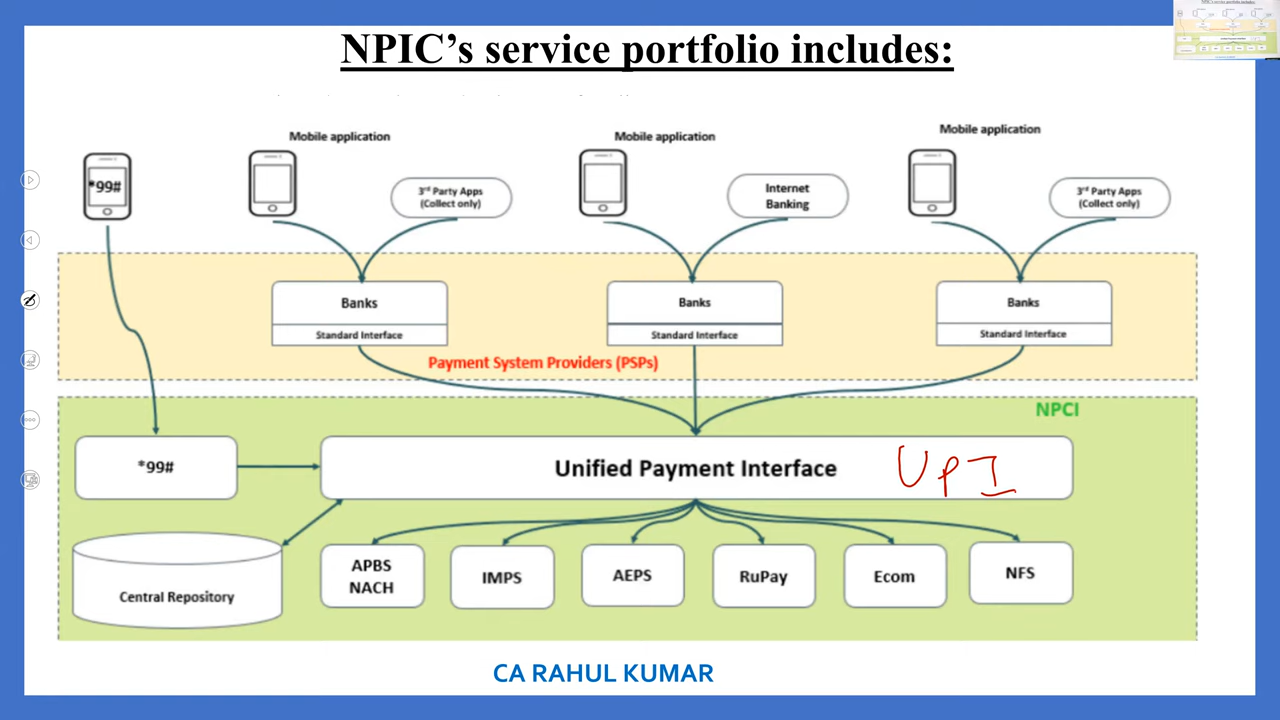 NPIC's service portfolio includes:
Mobile application
Mobile application
Mobile application
*99#
3rd Party Apps
(Collect only)
Internet
Banking
3rd Party Apps
(Collect only)
Banks
Standard Interface
Banks
Standard Interface
Banks
Standard Interface
Payment System Providers (PSPs)
NPCI
*99#
Unified Payment Interface
UPI
Central Repository
APBS
NACH
IMPS
AEPS
RuPay
Ecom
NFS
CA RAHUL KUMAR